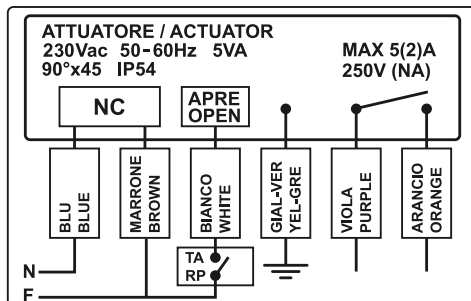 ATTUATORE / ACTUATOR
230Vac 50-60Hz 5VA
90°x45 IP54
MAX 5(2)A
250V (NA)
NC
APRE
OPEN
BLU
BLUE
MARRONE
BROWN
BIANCO
WHITE
GIAL-VER
YEL-GRE
VIOLA
PURPLE
ARANCIO
ORANGE
TA
RP
N
F